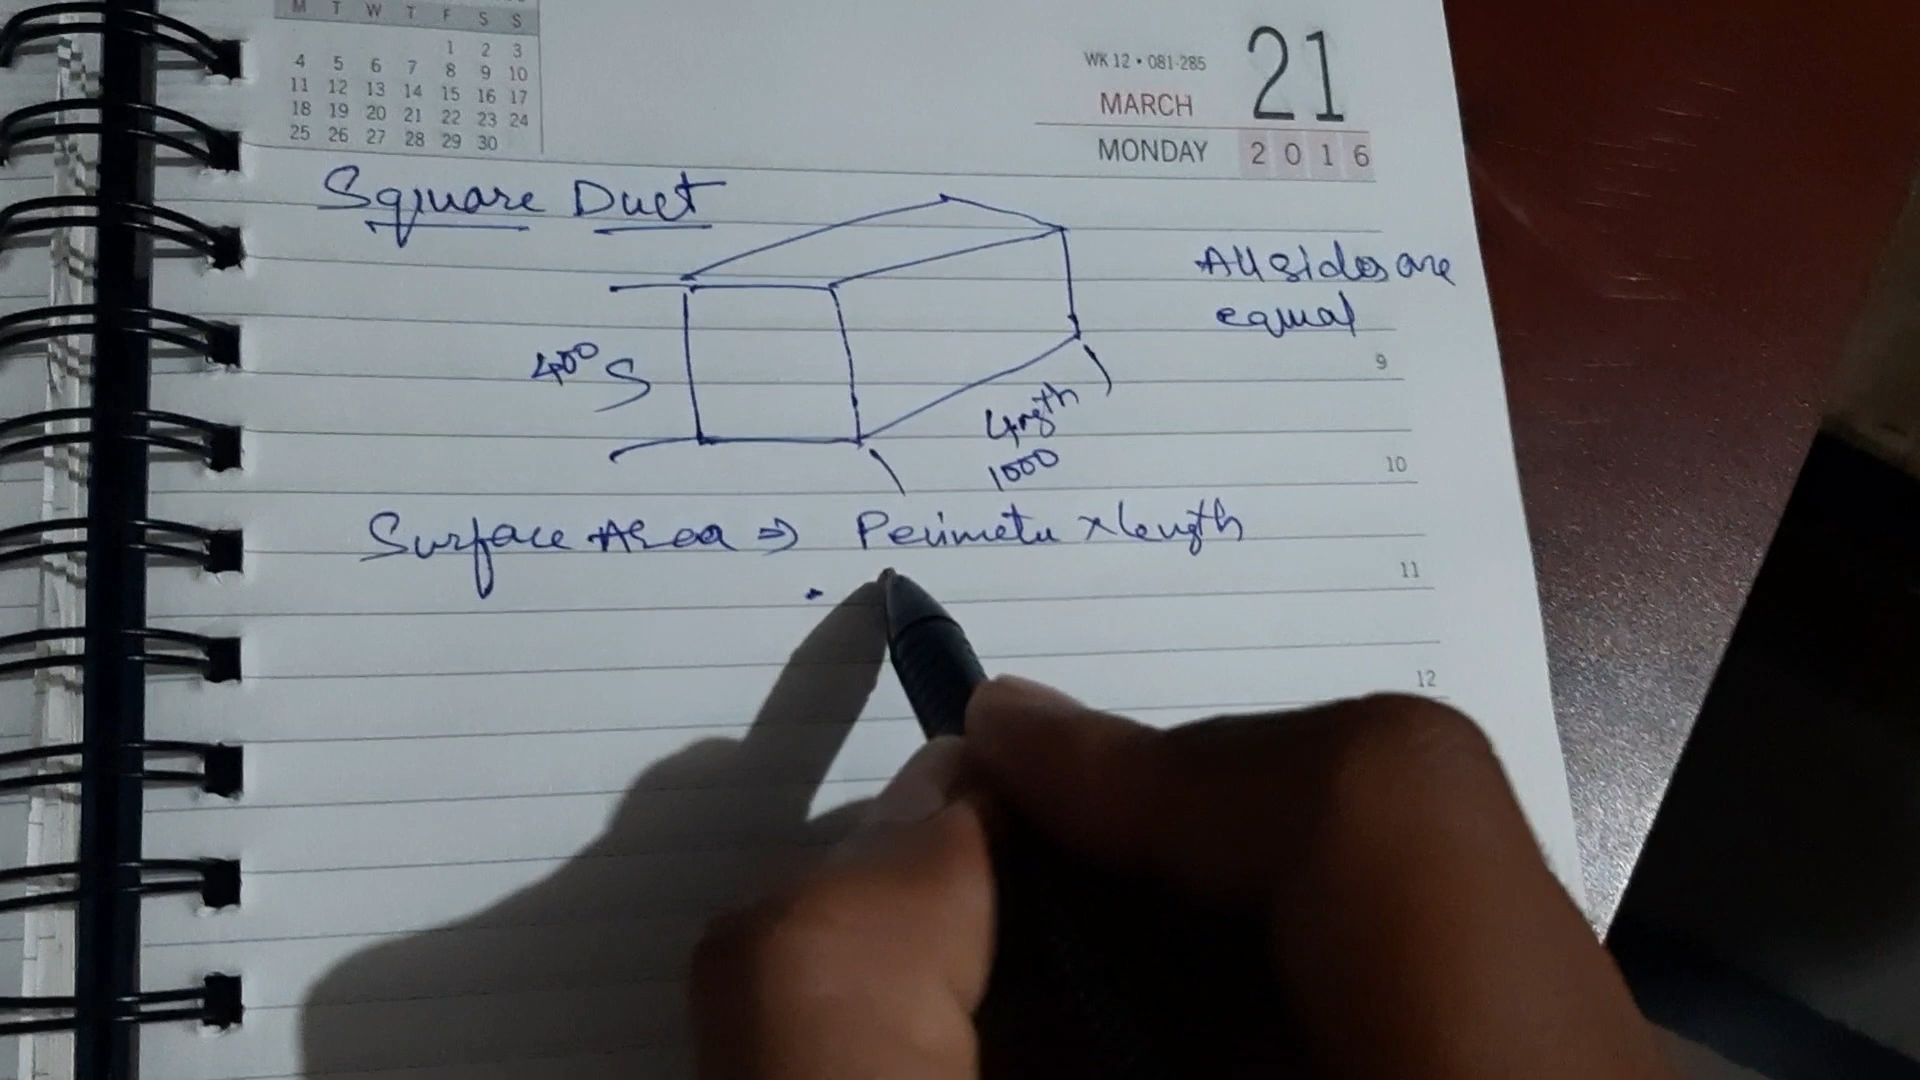 M T W T F S S
1 2 3
4 5 6 7 8 9 10
11 12 13 14 15 16 17
18 19 20 21 22 23 24
25 26 27 28 29 30
WK 12 • 081-285
MARCH
21
MONDAY
2016
Square Duct
All sides are
equal
400 S
9
Length
1000
10
Surface Area ⇒ Perimeter × length
11
12